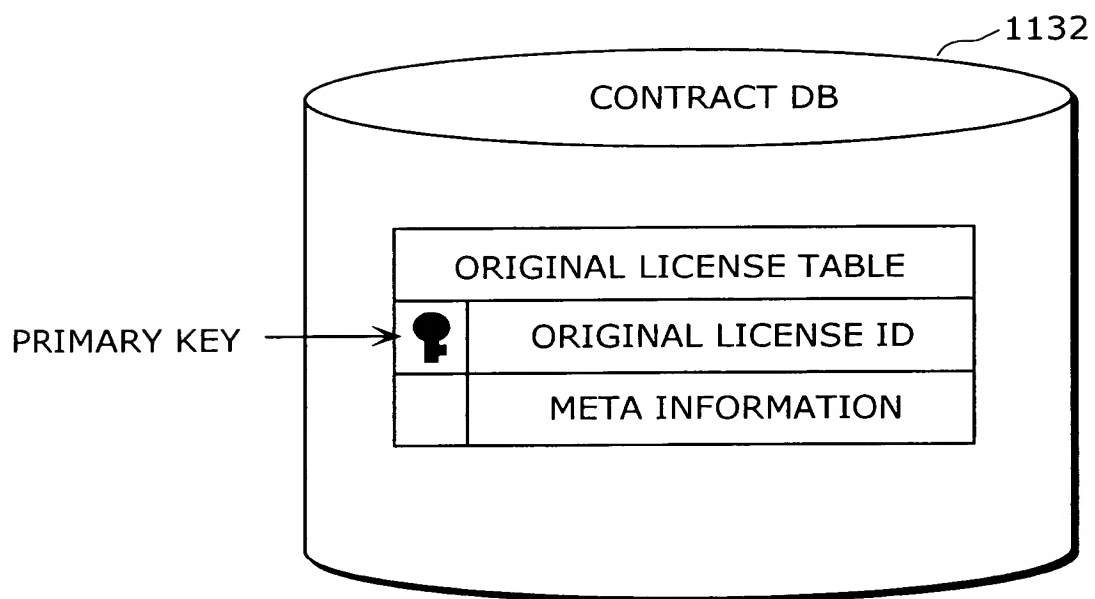 1132
CONTRACT DB
ORIGINAL LICENSE TABLE
PRIMARY KEY
ORIGINAL LICENSE ID
META INFORMATION